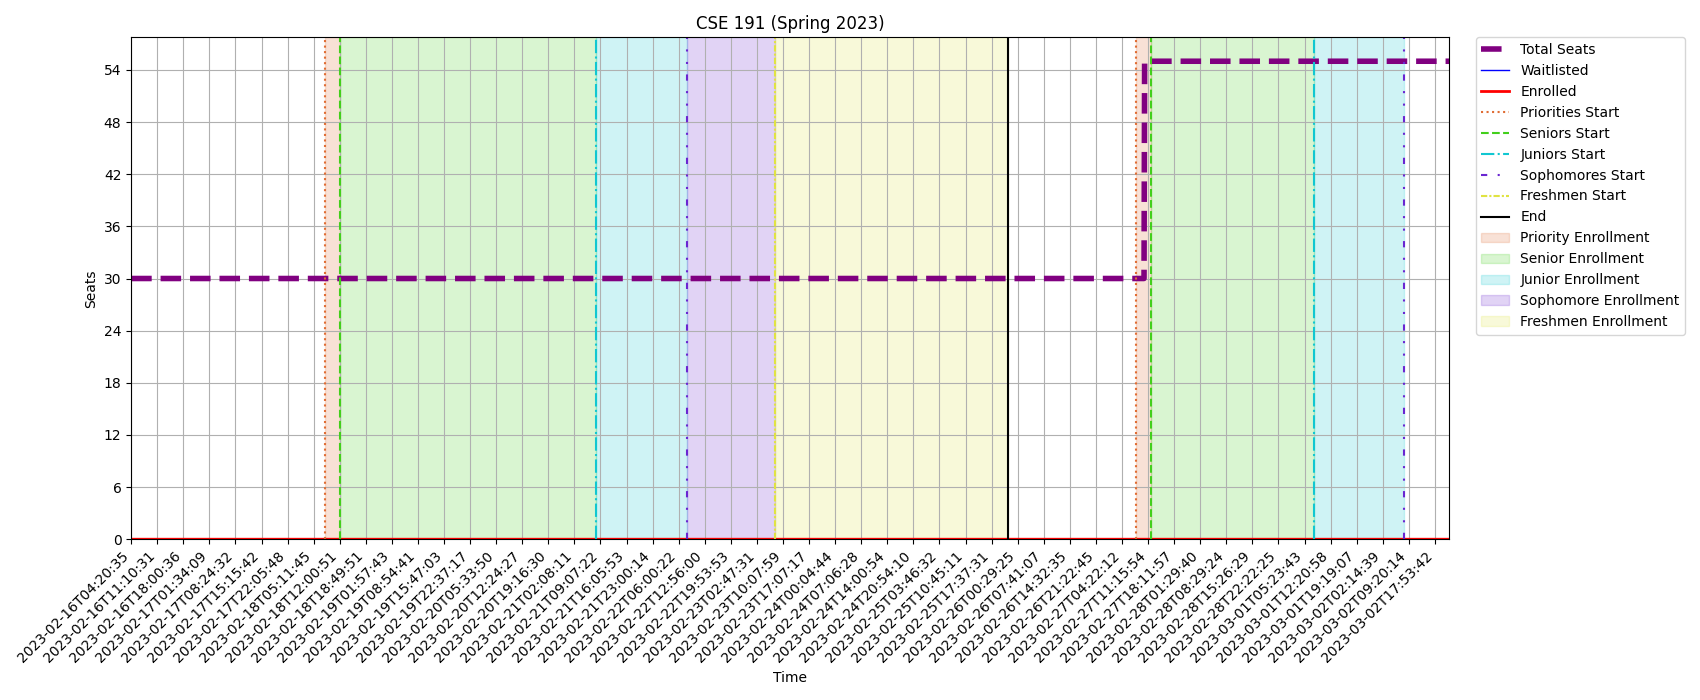 CSE 191 (Spring 2023)
Seats
54
48
42
36
30
24
18
12
6
0
2023-02-16T04:20:35
2023-02-16T11:10:31
2023-02-16T18:00:36
2023-02-17T01:34:09
2023-02-17T08:24:32
2023-02-17T15:15:42
2023-02-17T22:05:48
2023-02-18T05:11:45
2023-02-18T12:00:51
2023-02-18T18:49:51
2023-02-19T01:57:43
2023-02-19T08:54:41
2023-02-19T15:47:03
2023-02-19T22:37:17
2023-02-20T05:33:50
2023-02-20T12:24:27
2023-02-20T19:16:30
2023-02-21T02:08:11
2023-02-21T09:07:22
2023-02-21T16:05:53
2023-02-21T23:00:14
2023-02-22T06:00:22
2023-02-22T12:56:00
2023-02-22T19:53:53
2023-02-23T02:47:31
2023-02-23T10:07:59
2023-02-23T17:07:17
2023-02-24T00:04:44
2023-02-24T07:06:28
2023-02-24T14:00:54
2023-02-24T20:54:10
2023-02-25T03:46:32
2023-02-25T10:45:11
2023-02-25T17:37:31
2023-02-26T00:29:25
2023-02-26T07:41:07
2023-02-26T14:32:35
2023-02-26T21:22:45
2023-02-27T04:22:12
2023-02-27T11:15:54
2023-02-27T18:11:57
2023-02-28T01:29:40
2023-02-28T08:29:24
2023-02-28T15:26:29
2023-02-28T22:22:25
2023-03-01T05:23:43
2023-03-01T12:20:58
2023-03-01T19:19:07
2023-03-02T02:14:39
2023-03-02T09:20:14
2023-03-02T17:53:42
Time
Total Seats
Waitlisted
Enrolled
Priorities Start
Seniors Start
Juniors Start
Sophomores Start
Freshmen Start
End
Priority Enrollment
Senior Enrollment
Junior Enrollment
Sophomore Enrollment
Freshmen Enrollment